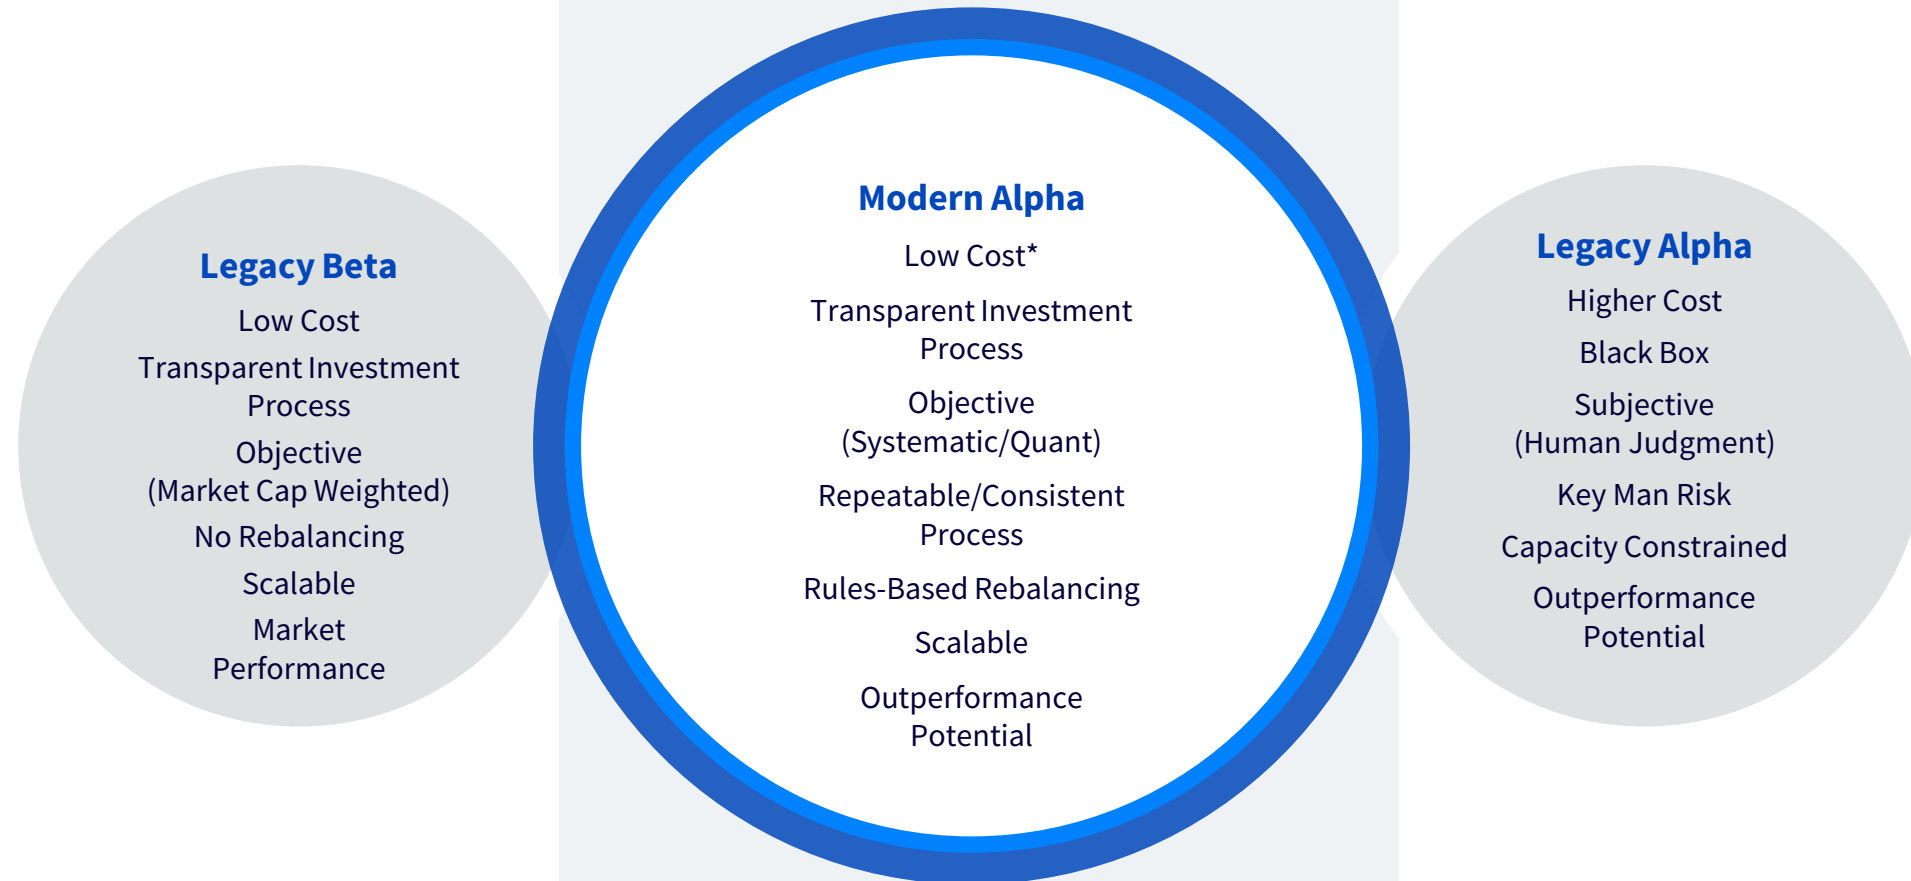 Legacy Beta
Low Cost
Transparent Investment
Process
Objective
(Market Cap Weighted)
No Rebalancing
Scalable
Market
Performance
Modern Alpha
Low Cost*
Transparent Investment
Process
Objective
(Systematic/Quant)
Repeatable/Consistent
Process
Rules-Based Rebalancing
Scalable
Outperformance
Potential
Legacy Alpha
Higher Cost
Black Box
Subjective
(Human Judgment)
Key Man Risk
Capacity Constrained
Outperformance
Potential